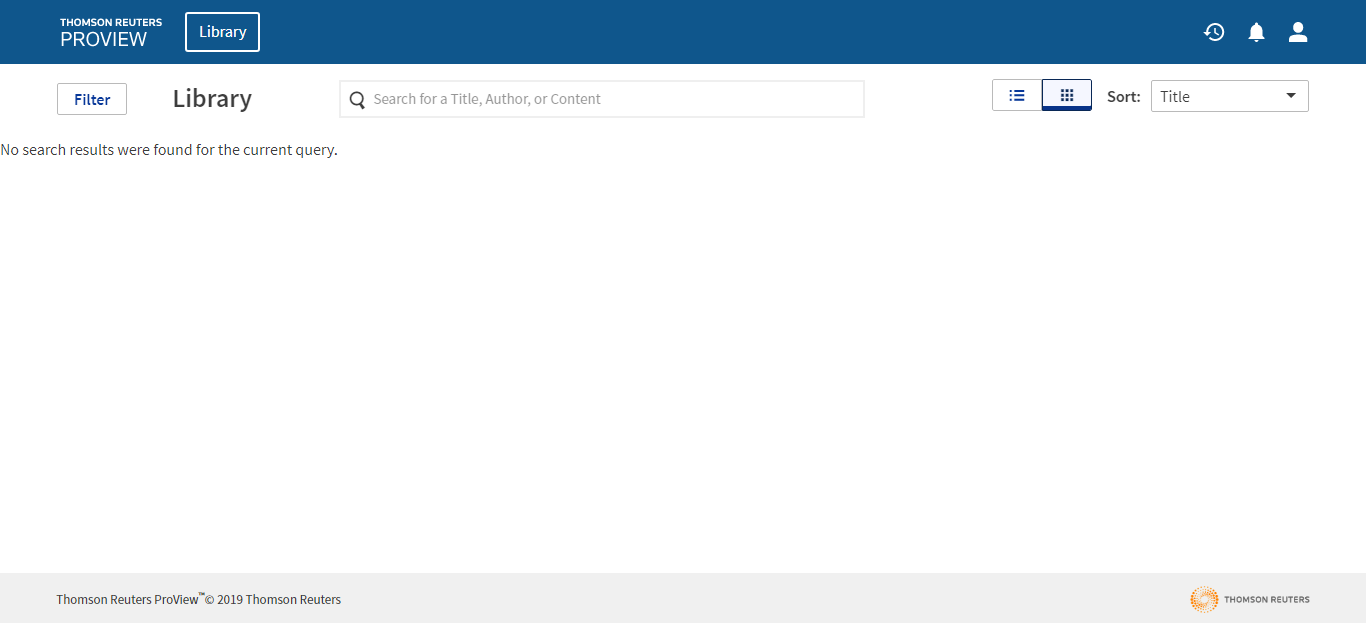 THOMSON REUTERS
PROVIEW
Library
Filter
Library
Search for a Title, Author, or Content
Sort:
Title
No search results were found for the current query.
Thomson Reuters ProView™© 2019 Thomson Reuters
THOMSON REUTERS